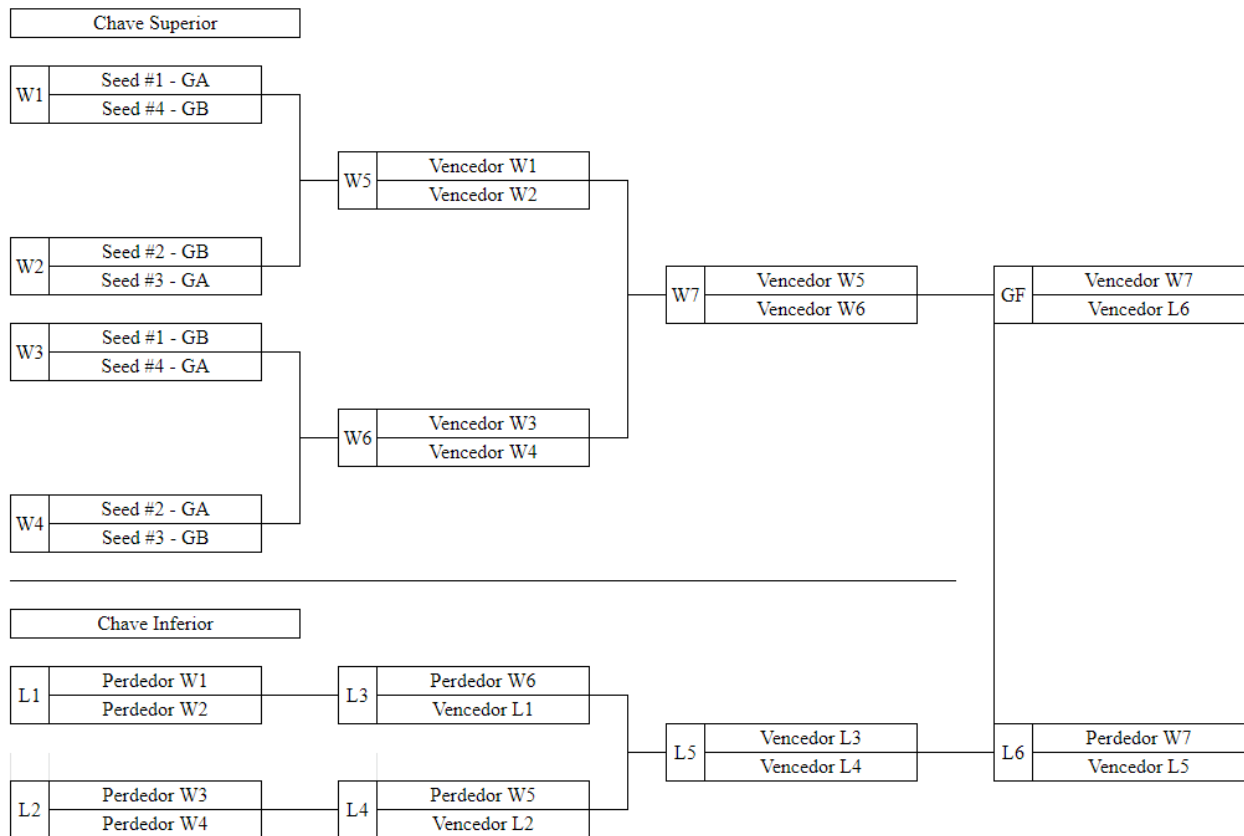 Chave Superior
W1
Seed #1 - GA
Seed #4 - GB
W2
Seed #2 - GB
Seed #3 - GA
W3
Seed #1 - GB
Seed #4 - GA
W4
Seed #2 - GA
Seed #3 - GB
W5
Vencedor W1
Vencedor W2
W6
Vencedor W3
Vencedor W4
W7
Vencedor W5
Vencedor W6
GF
Vencedor W7
Vencedor L6
Chave Inferior
L1
Perdedor W1
Perdedor W2
L2
Perdedor W3
Perdedor W4
L3
Perdedor W6
Vencedor L1
L4
Perdedor W5
Vencedor L2
L5
Vencedor L3
Vencedor L4
L6
Perdedor W7
Vencedor L5